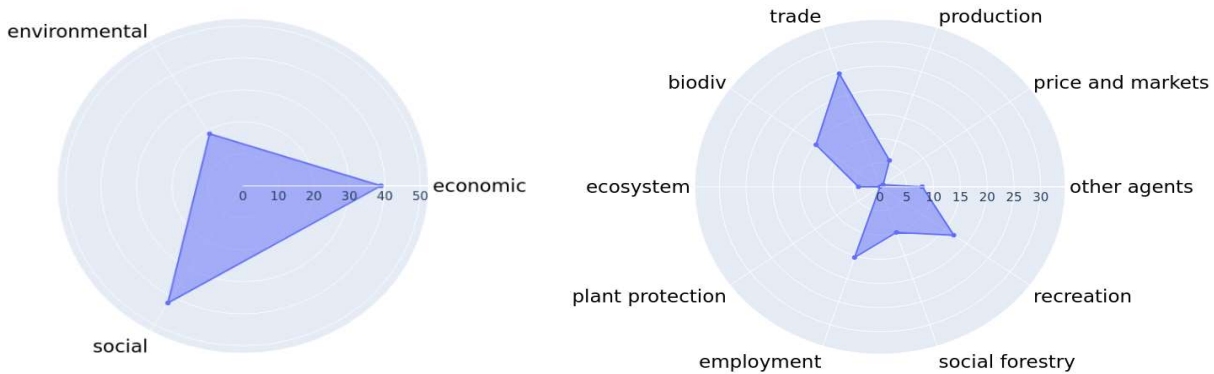 environmental
economic
social
0 10 20 30 40 50
trade
production
biodiv
price and markets
ecosystem
other agents
0 5 10 15 20 25 30
plant protection
recreation
employment
social forestry